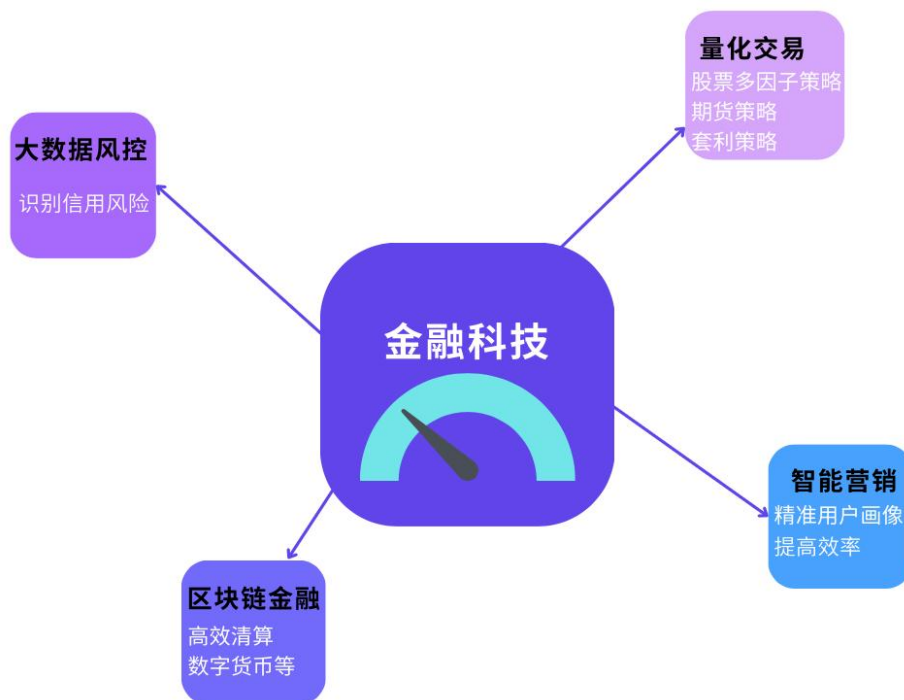 量化交易
股票多因子策略
期货策略
套利策略
大数据风控
识别信用风险
金融科技
智能营销
精准用户画像
提高效率
区块链金融
高效清算
数字货币等